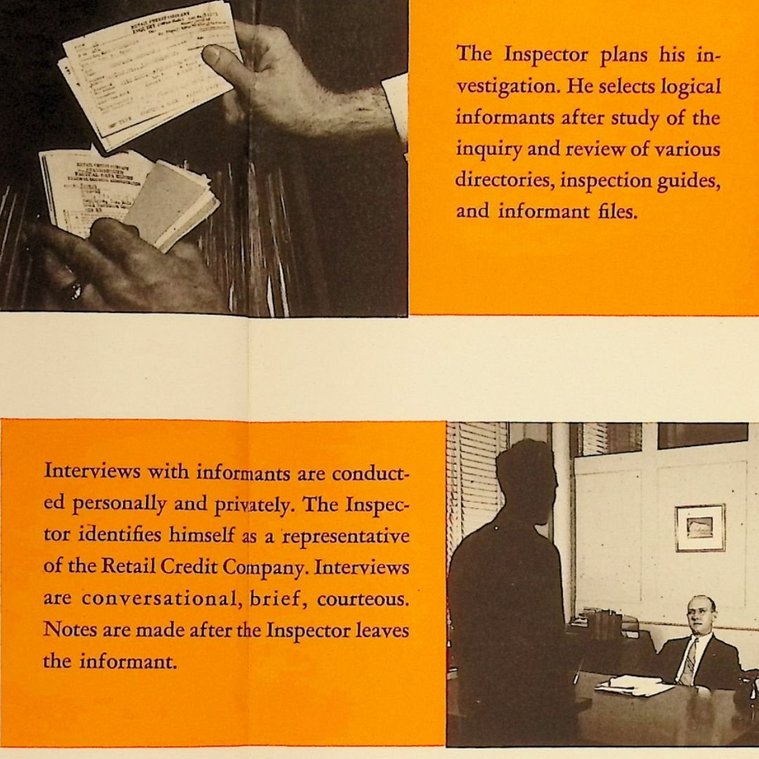 RETAIL CREDIT COMPANY
The Inspector plans his in-
vestigation. He selects logical
informants after study of the
inquiry and review of various
directories, inspection guides,
and informant files.
Interviews with informants are conduct-
ed personally and privately. The Inspec-
tor identifies himself as a representative
of the Retail Credit Company. Interviews
are conversational, brief, courteous.
Notes are made after the Inspector leaves
the informant.